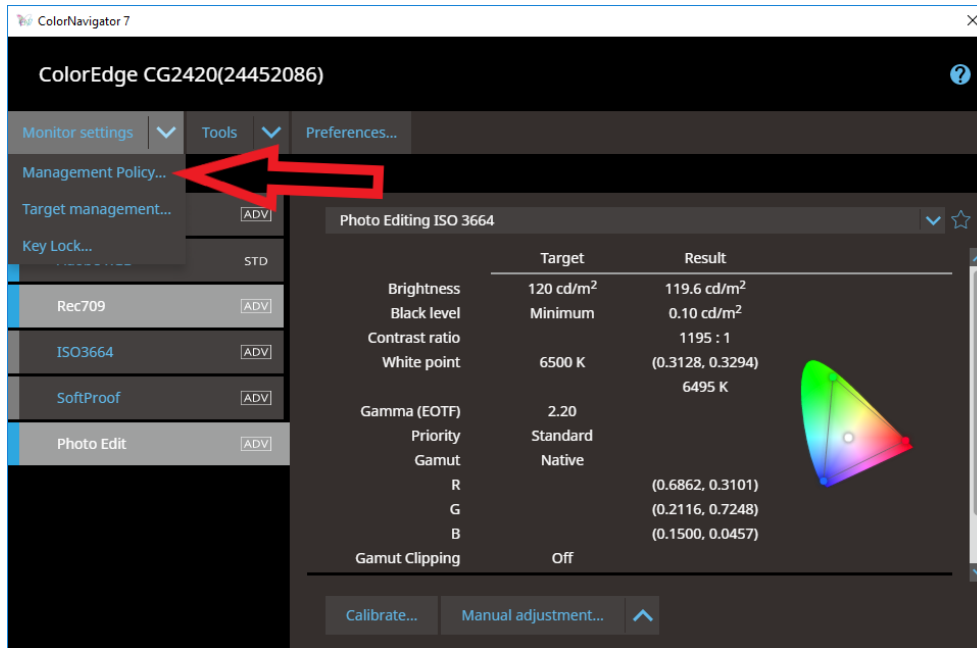 ColorNavigator 7
ColorEdge CG2420(24452086)
Monitor settings Tools Preferences...
Management Policy...
Target management...
Key Lock...
ADV
STD
Rec709 ADV
ISO3664 ADV
SoftProof ADV
Photo Edit ADV
Photo Editing ISO 3664
Target Result
Brightness 120 cd/m² 119.6 cd/m²
Black level Minimum 0.10 cd/m²
Contrast ratio 1195 : 1
White point 6500 K (0.3128, 0.3294)
6495 K
Gamma (EOTF) 2.20
Priority Standard
Gamut Native
R (0.6862, 0.3101)
G (0.2116, 0.7248)
B (0.1500, 0.0457)
Gamut Clipping Off
Calibrate... Manual adjustment...